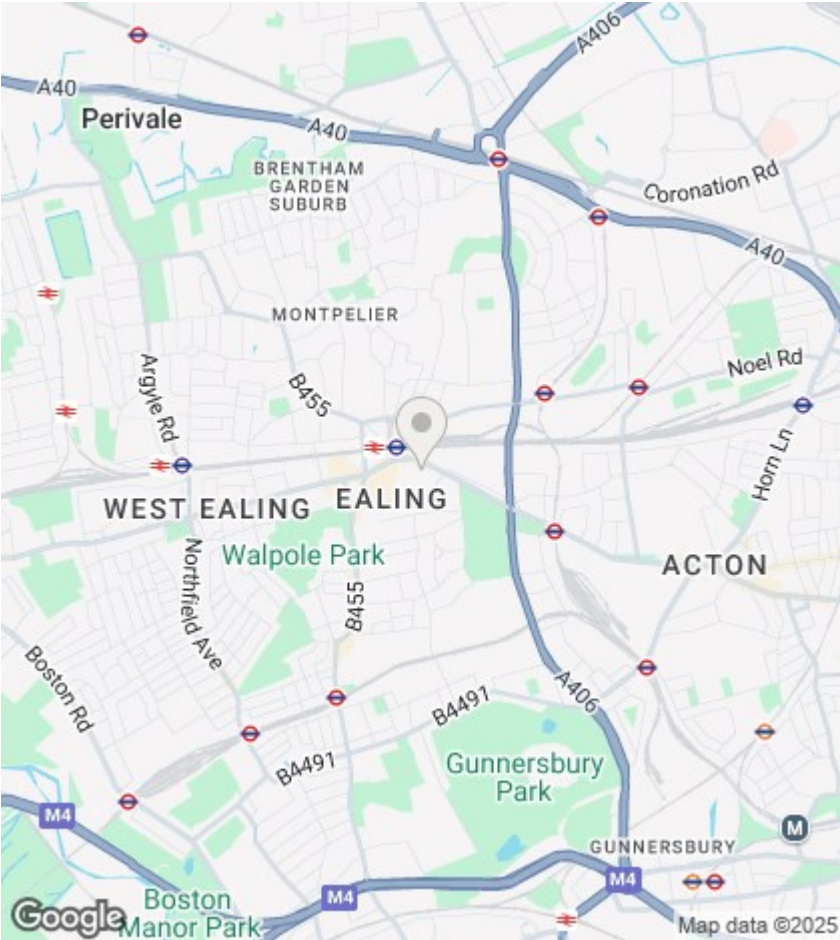 A406
A40
Perivale
A40
BRENTHAM
GARDEN
SUBURB
Coronation Rd
A40
MONTPELIER
Argyle Rd
B455
Noel Rd
Horn Ln
WEST EALING
EALING
Walpole Park
ACTON
Northfield Ave
B455
Boston Rd
A406
B4491
B4491
Gunnersbury
Park
M4
M
GUNNERSBURY
M4
M4
Boston
Manor Park
Google
Map data ©2025